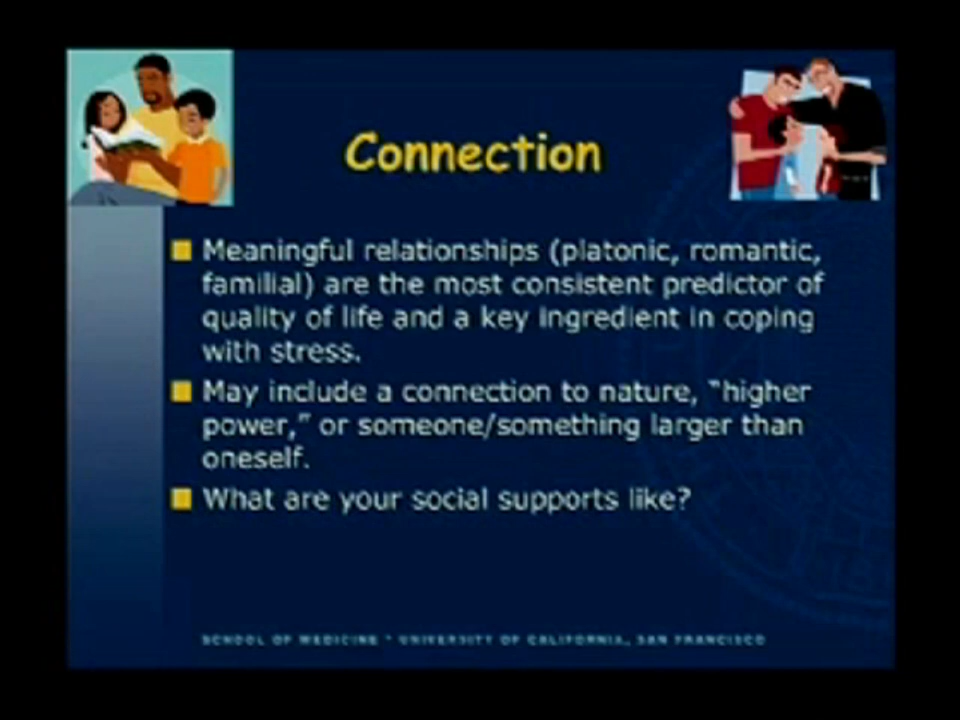 Connection
Meaningful relationships (platonic, romantic,
familial) are the most consistent predictor of
quality of life and a key ingredient in coping
with stress.
May include a connection to nature, “higher
power,” or someone/something larger than
oneself.
What are your social supports like?
SCHOOL OF MEDICINE * UNIVERSITY OF CALIFORNIA, SAN FRANCISCO